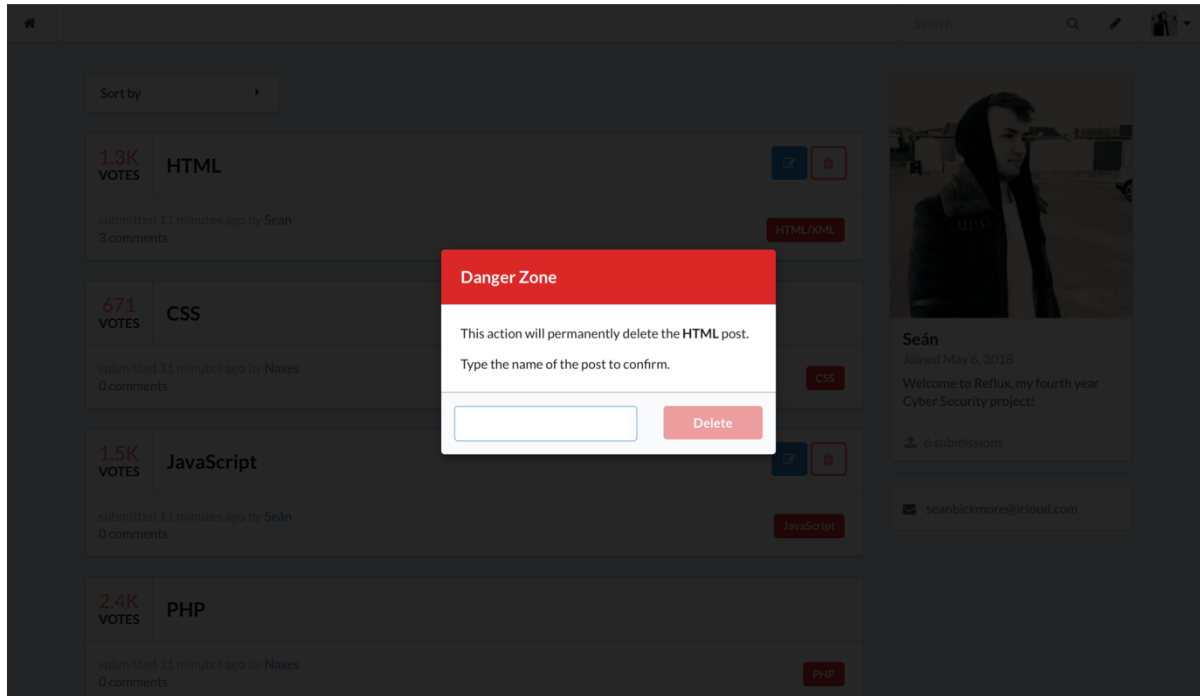 Search
Sort by
1.3K
VOTES
HTML
submitted 11 minutes ago by Seán
3 comments
HTML/XML
671
VOTES
CSS
submitted 11 minutes ago by Naxes
0 comments
CSS
1.5K
VOTES
JavaScript
submitted 11 minutes ago by Seán
0 comments
JavaScript
2.4K
VOTES
PHP
submitted 11 minutes ago by Naxes
0 comments
PHP
Danger Zone
This action will permanently delete the HTML post.
Type the name of the post to confirm.
Delete
Seán
Joined May 6, 2018
Welcome to Reflux, my fourth year
Cyber Security project!
6 submissions
seanbickmore@icloud.com